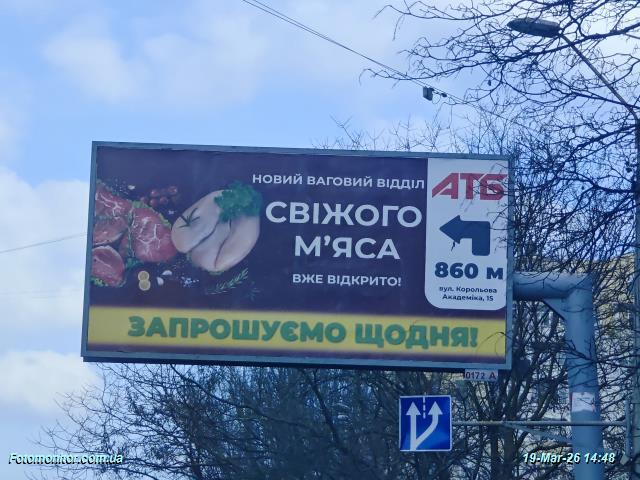 НОВИЙ ВАГОВИЙ ВІДДІЛ
СВІЖОГО
М'ЯСА
ВЖЕ ВІДКРИТО!
АТБ
860 м
вул. Корольова
Академіка, 15
ЗАПРОШУЄМО ЩОДНЯ!
0172 А
Fotomonitor.com.ua
19-Mar-26 14:48